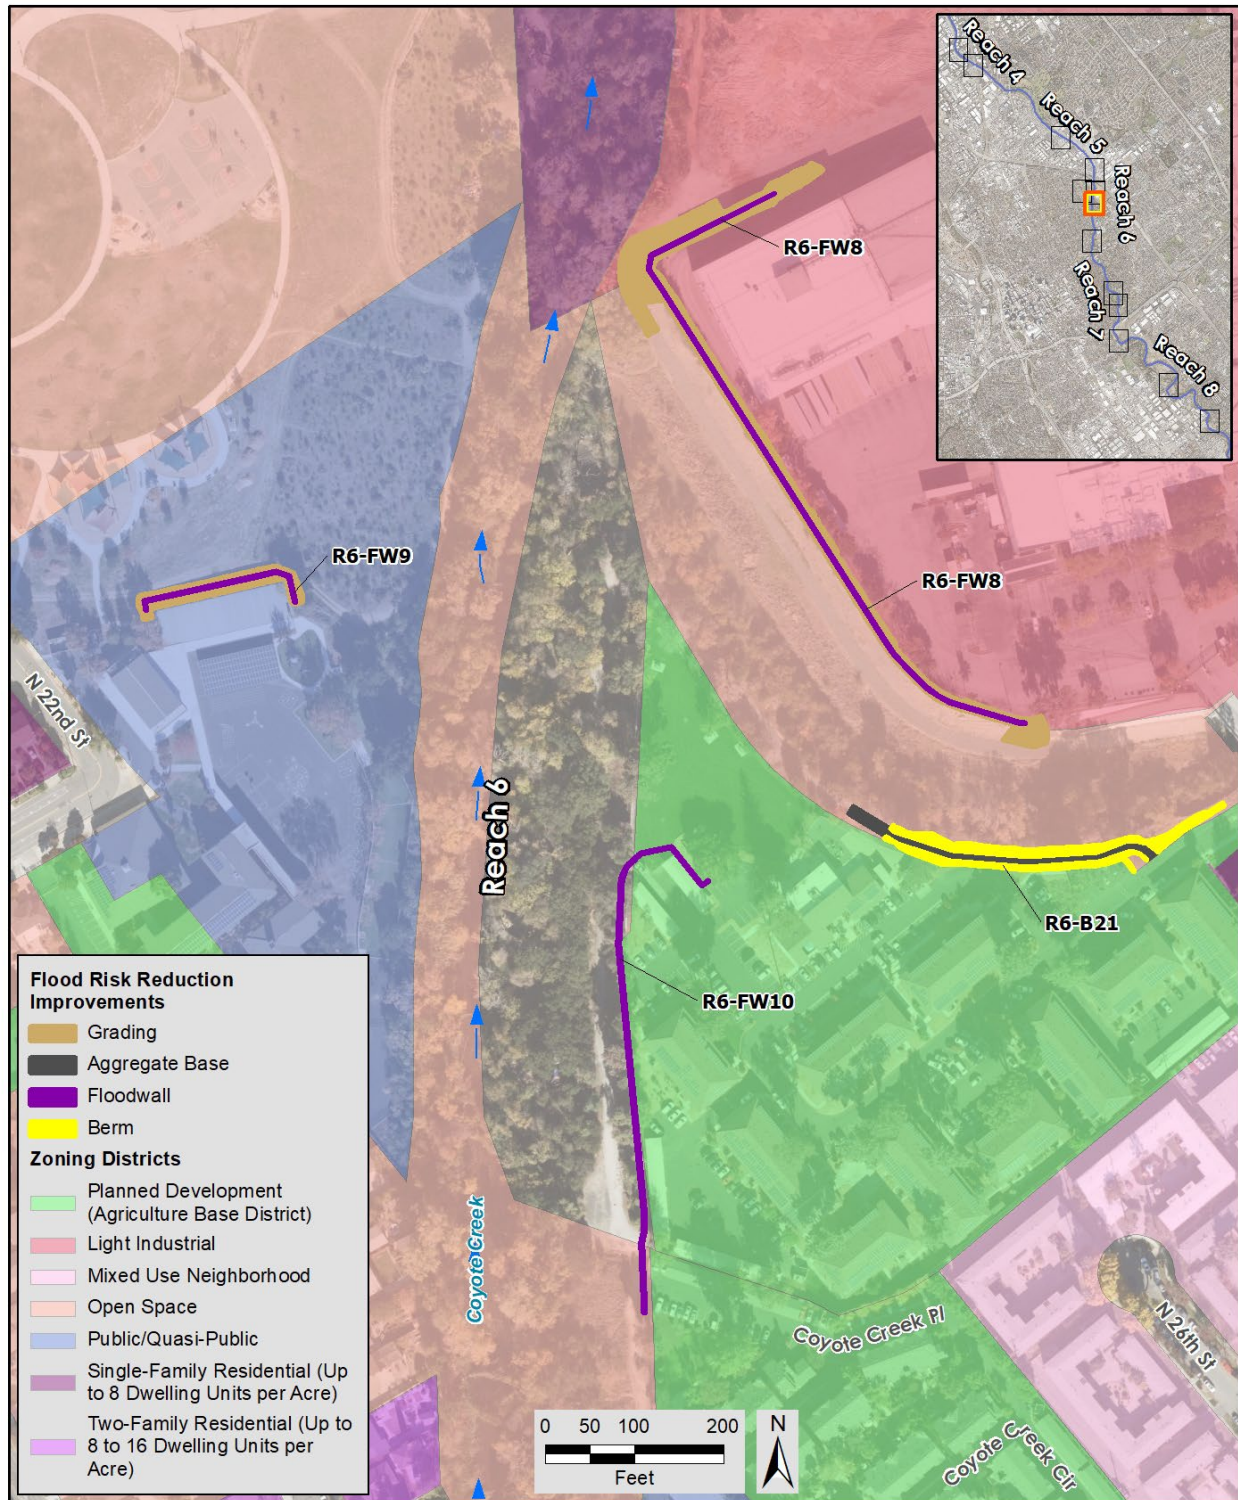 Reach 4
Reach 5
Reach 6
Reach 7
Reach 8
R6-FW8
R6-FW9
R6-FW8
N 22nd St
Reach 6
R6-B21
R6-FW10
Coyote Creek
Coyote Creek Pl
N 26th St
Coyote Creek Cir
Flood Risk Reduction
Improvements
Grading
Aggregate Base
Floodwall
Berm
Zoning Districts
Planned Development
(Agriculture Base District)
Light Industrial
Mixed Use Neighborhood
Open Space
Public/Quasi-Public
Single-Family Residential (Up
to 8 Dwelling Units per Acre)
Two-Family Residential (Up to
8 to 16 Dwelling Units per
Acre)
0 50 100 200
Feet
N